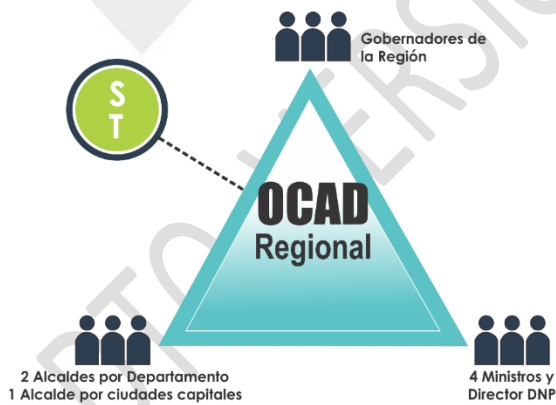 Gobernadores de
la Región
S
T
OCAD
Regional
2 Alcaldes por Departamento
1 Alcalde por ciudades capitales
4 Ministros y
Director DNP